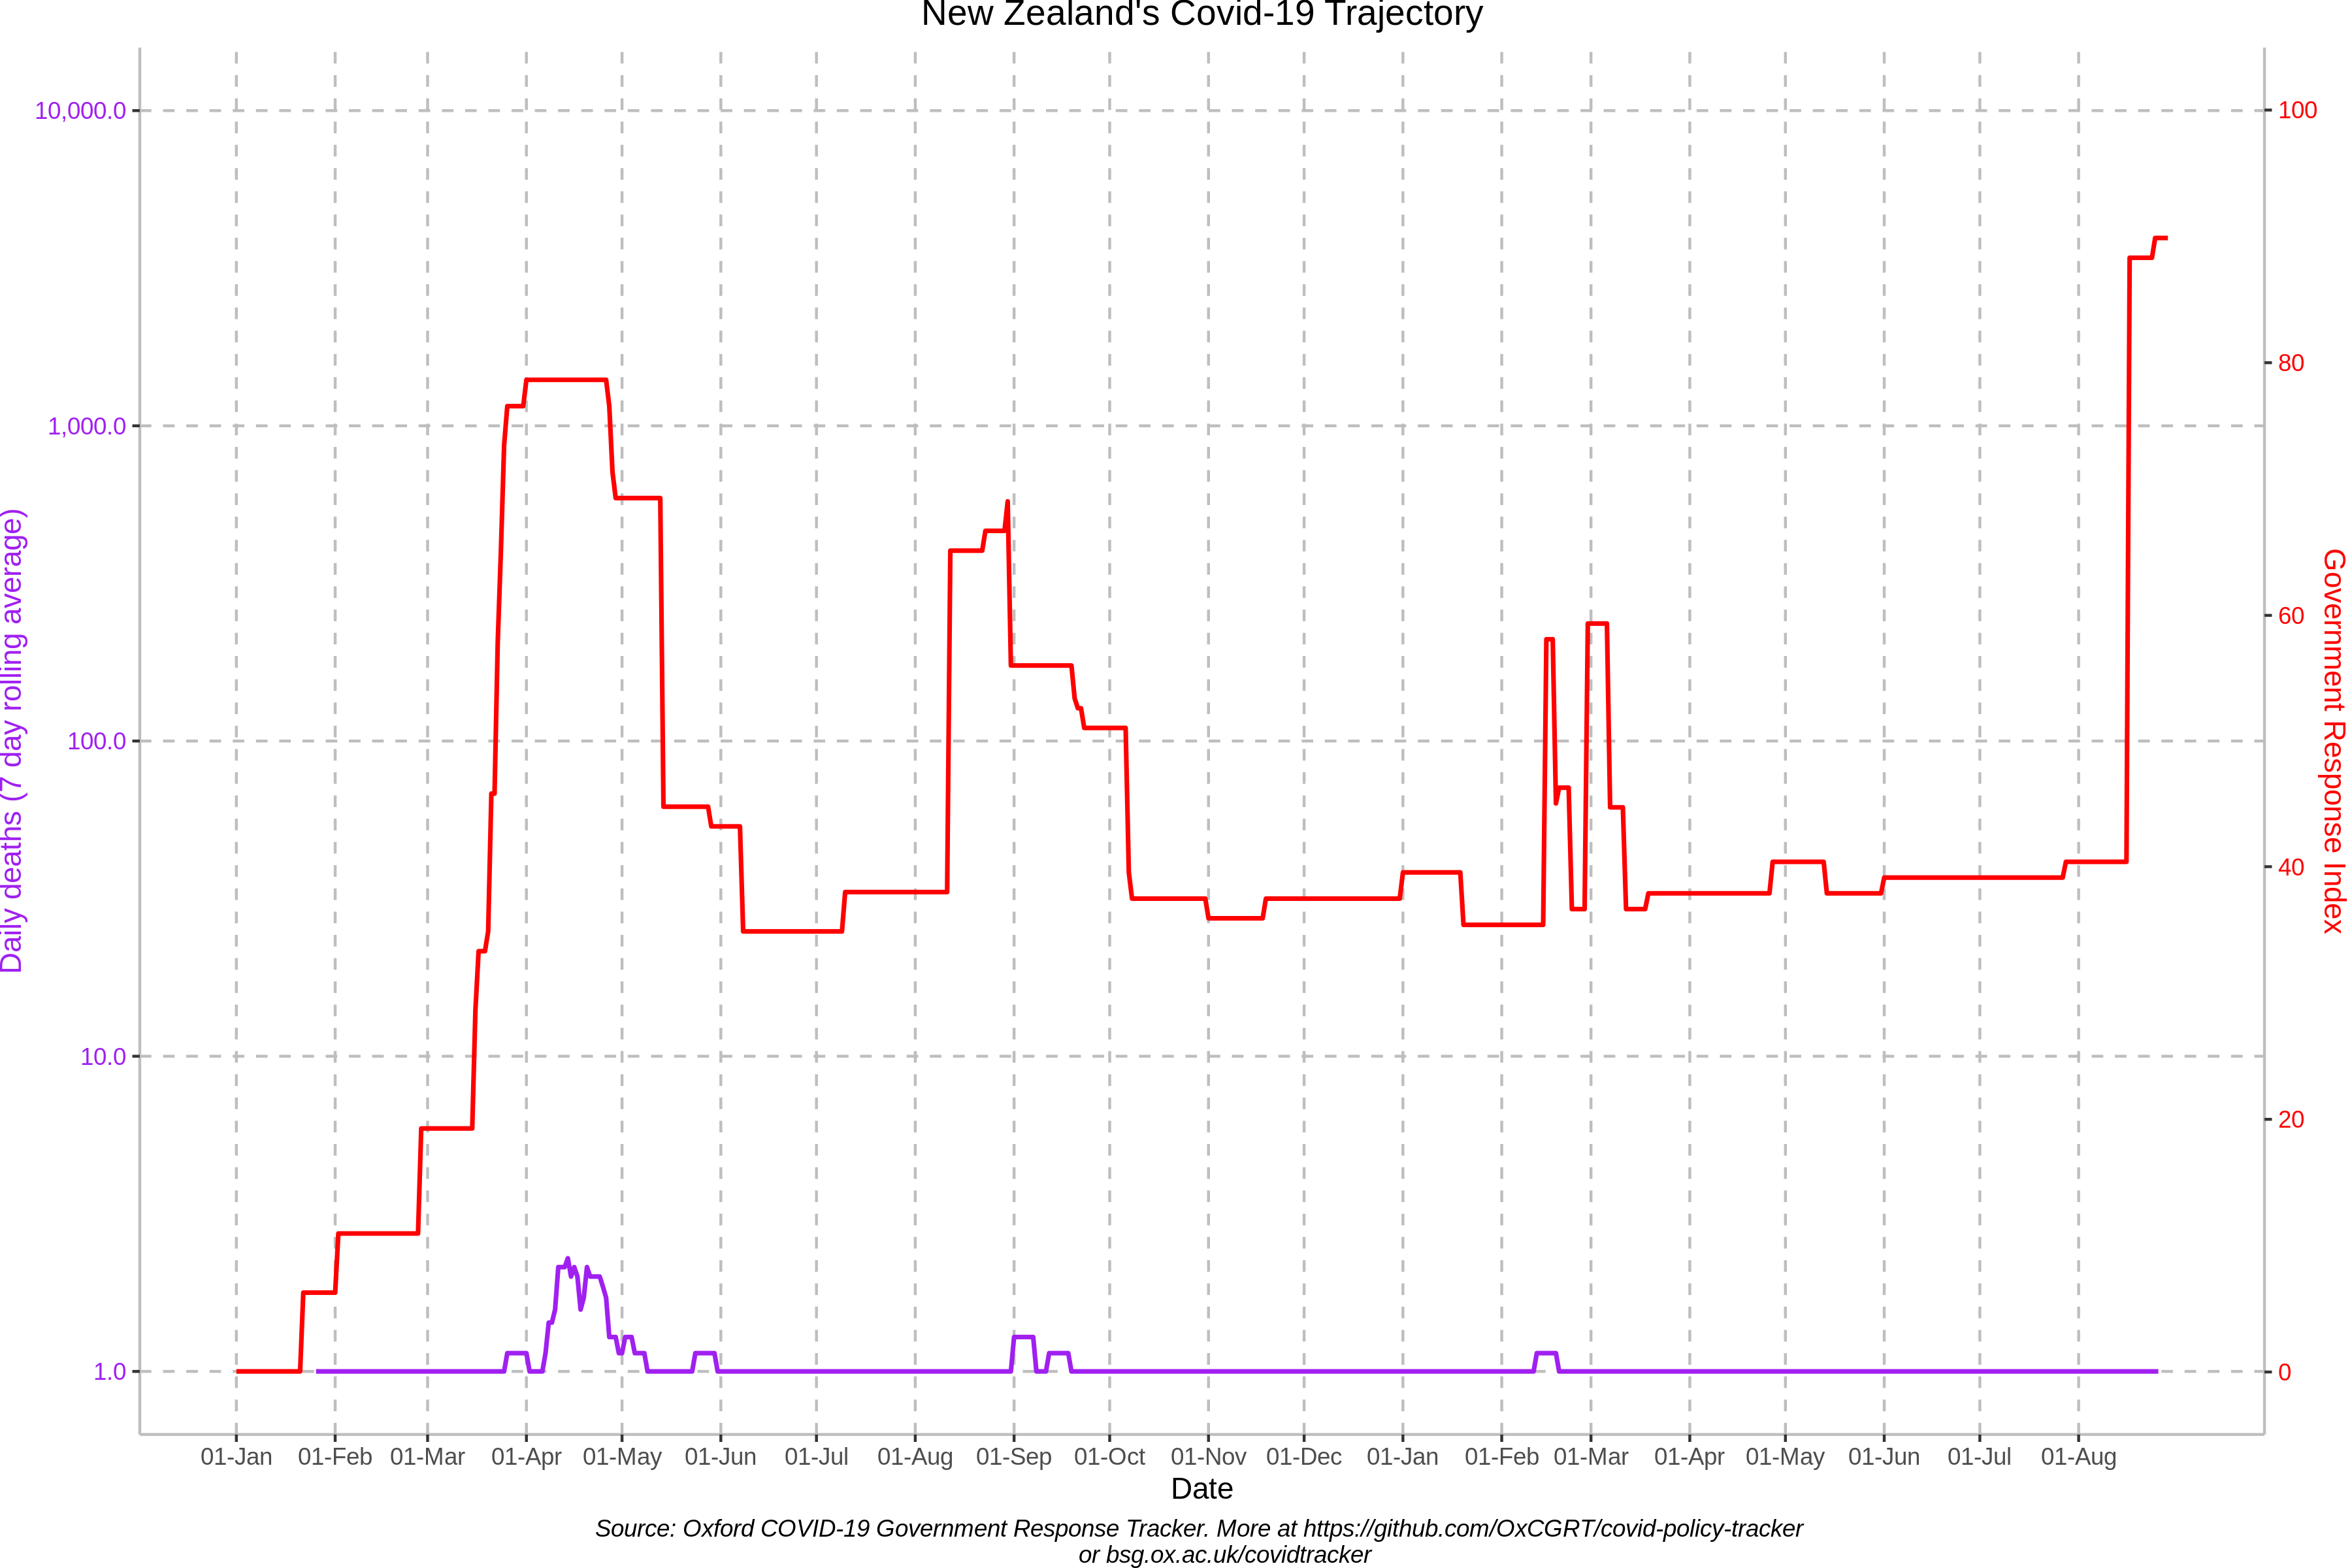 New Zealand's Covid-19 Trajectory
10,000.0
1,000.0
100.0
10.0
1.0
Daily deaths (7 day rolling average)
100
80
60
40
20
0
Government Response Index
01-Jan 01-Feb 01-Mar 01-Apr 01-May 01-Jun 01-Jul 01-Aug 01-Sep 01-Oct 01-Nov 01-Dec 01-Jan 01-Feb 01-Mar 01-Apr 01-May 01-Jun 01-Jul 01-Aug
Date
Source: Oxford COVID-19 Government Response Tracker. More at https://github.com/OxCGRT/covid-policy-tracker
or bsg.ox.ac.uk/covidtracker